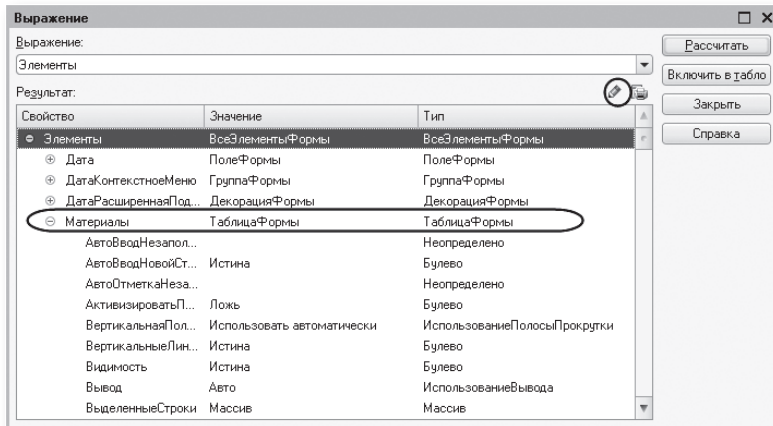 Выражение
Выражение:
Элементы
Результат:
Рассчитать
Включить в табло
Закрыть
Справка
Свойство Значение Тип
Элементы ВсеЭлементыФормы ВсеЭлементыФормы
Дата ПолеФормы ПолеФормы
ДатаКонтекстноеМеню ГруппаФормы ГруппаФормы
ДатаРасширеннаяПод... ДекорацияФормы ДекорацияФормы
Материалы ТаблицаФормы ТаблицаФормы
АвтоВводНезапол... Неопределено
АвтоВводНовойСт... Истина Булево
АвтоОтметкаНеза... Неопределено
АктивизироватьП... Ложь Булево
ВертикальнаяПол... Использовать автоматически ИспользованиеПолосыПрокрутки
ВертикальныеЛин... Истина Булево
Видимость Истина Булево
Вывод Авто ИспользованиеВывода
ВыделенныеСтроки Массив Массив